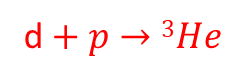 d + p → ³He